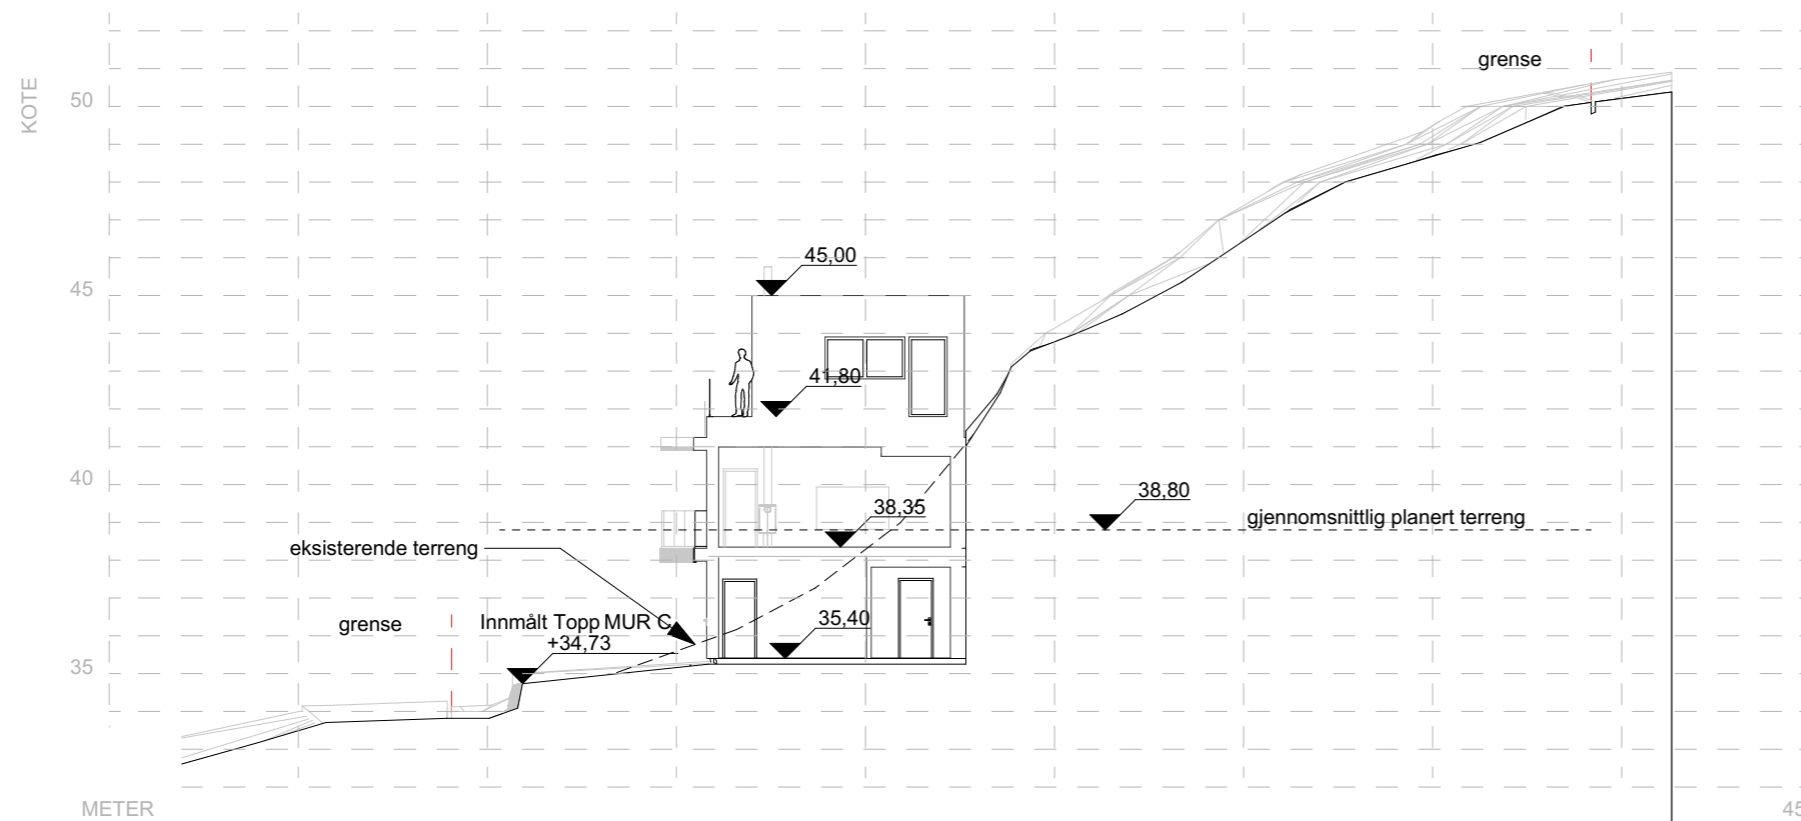 grense
KOTE
50
45,00
45
41,80
40
38,80
38,35
gjennomsnittlig planert terreng
eksisterende terreng
grense
Innmålt Topp MUR C
+34,73
35,40
35
METER
45